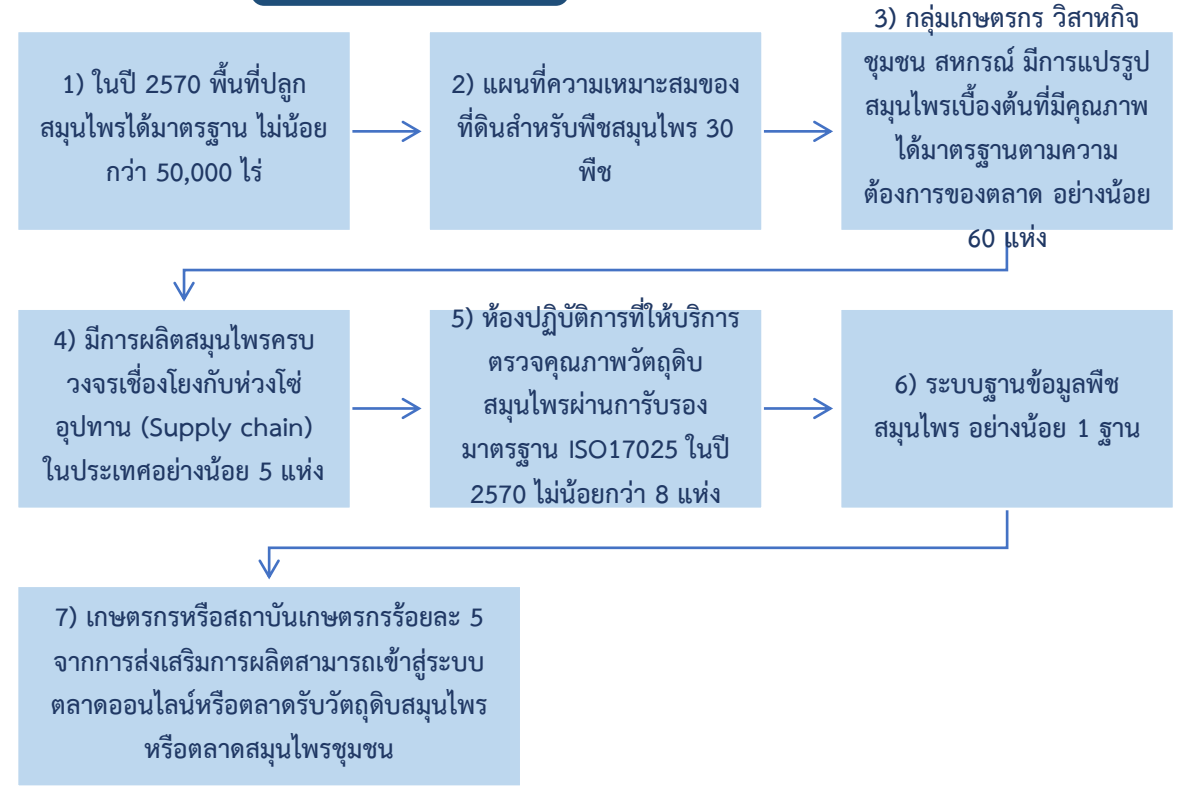 1) ในปี 2570 พื้นที่ปลูก
สมุนไพรได้มาตรฐาน ไม่น้อย
กว่า 50,000 ไร่
2) แผนที่ความเหมาะสมของ
ที่ดินสำหรับพืชสมุนไพร 30
พืช
3) กลุ่มเกษตรกร วิสาหกิจ
ชุมชน สหกรณ์ มีการแปรรูป
สมุนไพรเบื้องต้นที่มีคุณภาพ
ได้มาตรฐานตามความ
ต้องการของตลาด อย่างน้อย
60 แห่ง
4) มีการผลิตสมุนไพรครบ
วงจรเชื่องโยงกับห่วงโซ่
อุปทาน (Supply chain)
ในประเทศอย่างน้อย 5 แห่ง
5) ห้องปฏิบัติการที่ให้บริการ
ตรวจคุณภาพวัตถุดิบ
สมุนไพรผ่านการับรอง
มาตรฐาน ISO17025 ในปี
2570 ไม่น้อยกว่า 8 แห่ง
6) ระบบฐานข้อมูลพืช
สมุนไพร อย่างน้อย 1 ฐาน
7) เกษตรกรหรือสถาบันเกษตรกรร้อยละ 5
จากการส่งเสริมการผลิตสามารถเข้าสู่ระบบ
ตลาดออนไลน์หรือตลาดรับวัตถุดิบสมุนไพร
หรือตลาดสมุนไพรชุมชน